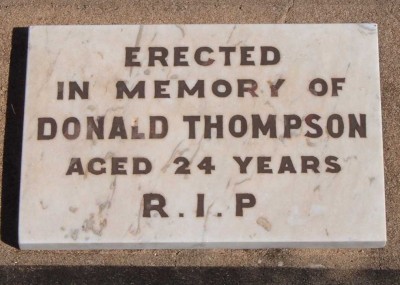 ERECTED
IN MEMORY OF
DONALD THOMPSON
AGED 24 YEARS
R.I.P